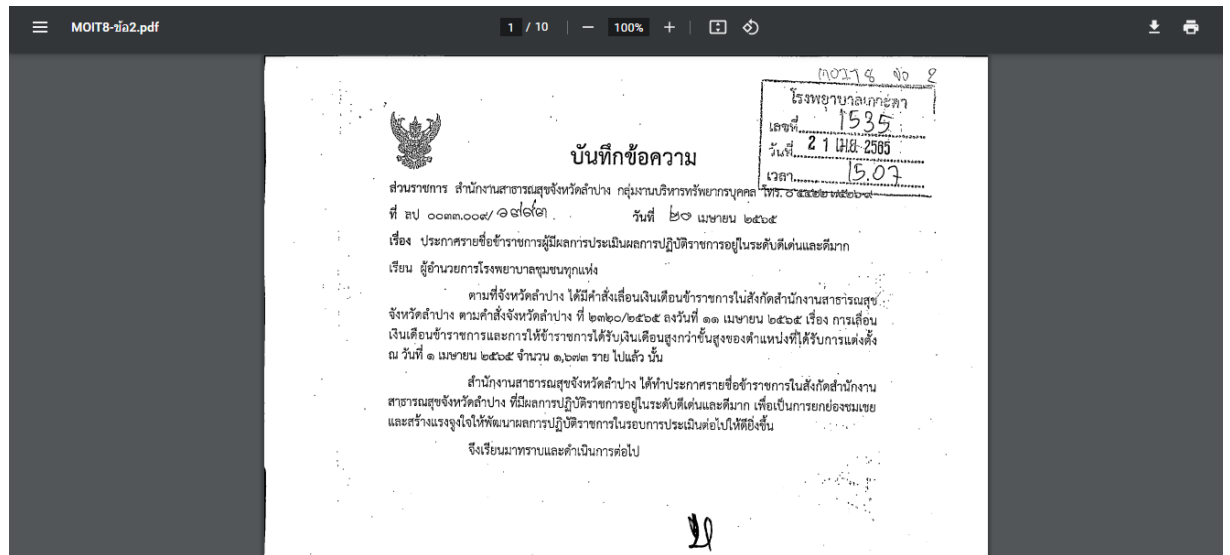 MOIT8-ข้อ2.pdf
1 / 10
100%
MOIT 8 ข้อ 2
โรงพยาบาลเกาะคา
เลขที่ 1535
วันที่ 21 เม.ย. 2565
เวลา 15.07
บันทึกข้อความ
ส่วนราชการ สำนักงานสาธารณสุขจังหวัดลำปาง กลุ่มงานบริหารทรัพยากรบุคคล โทร.
ที่ ลป ๐๐๓๓.๐๐๙/ วันที่ ๒๐ เมษายน ๒๕๖๕
เรื่อง ประกาศรายชื่อข้าราชการผู้มีผลการประเมินผลการปฏิบัติราชการอยู่ในระดับดีเด่นและดีมาก
เรียน ผู้อำนวยการโรงพยาบาลชุมชนทุกแห่ง
ตามที่จังหวัดลำปาง ได้มีคำสั่งเลื่อนเงินเดือนข้าราชการในสังกัดสำนักงานสาธารณสุข
จังหวัดลำปาง ตามคำสั่งจังหวัดลำปาง ที่ ๒๓๒๐/๒๕๖๕ ลงวันที่ ๑๑ เมษายน ๒๕๖๕ เรื่อง การเลื่อน
เงินเดือนข้าราชการและการให้ข้าราชการได้รับเงินเดือนสูงกว่าขั้นสูงของตำแหน่งที่ได้รับการแต่งตั้ง
ณ วันที่ ๑ เมษายน ๒๕๖๕ จำนวน ๑,๖๗๓ ราย ไปแล้ว นั้น
สำนักงานสาธารณสุขจังหวัดลำปาง ได้ทำประกาศรายชื่อข้าราชการในสังกัดสำนักงาน
สาธารณสุขจังหวัดลำปาง ที่มีผลการปฏิบัติราชการอยู่ในระดับดีเด่นและดีมาก เพื่อเป็นการยกย่องชมเชย
และสร้างแรงจูงใจให้พัฒนาผลการปฏิบัติราชการในรอบการประเมินต่อไปให้ดียิ่งขึ้น
จึงเรียนมาทราบและดำเนินการต่อไป